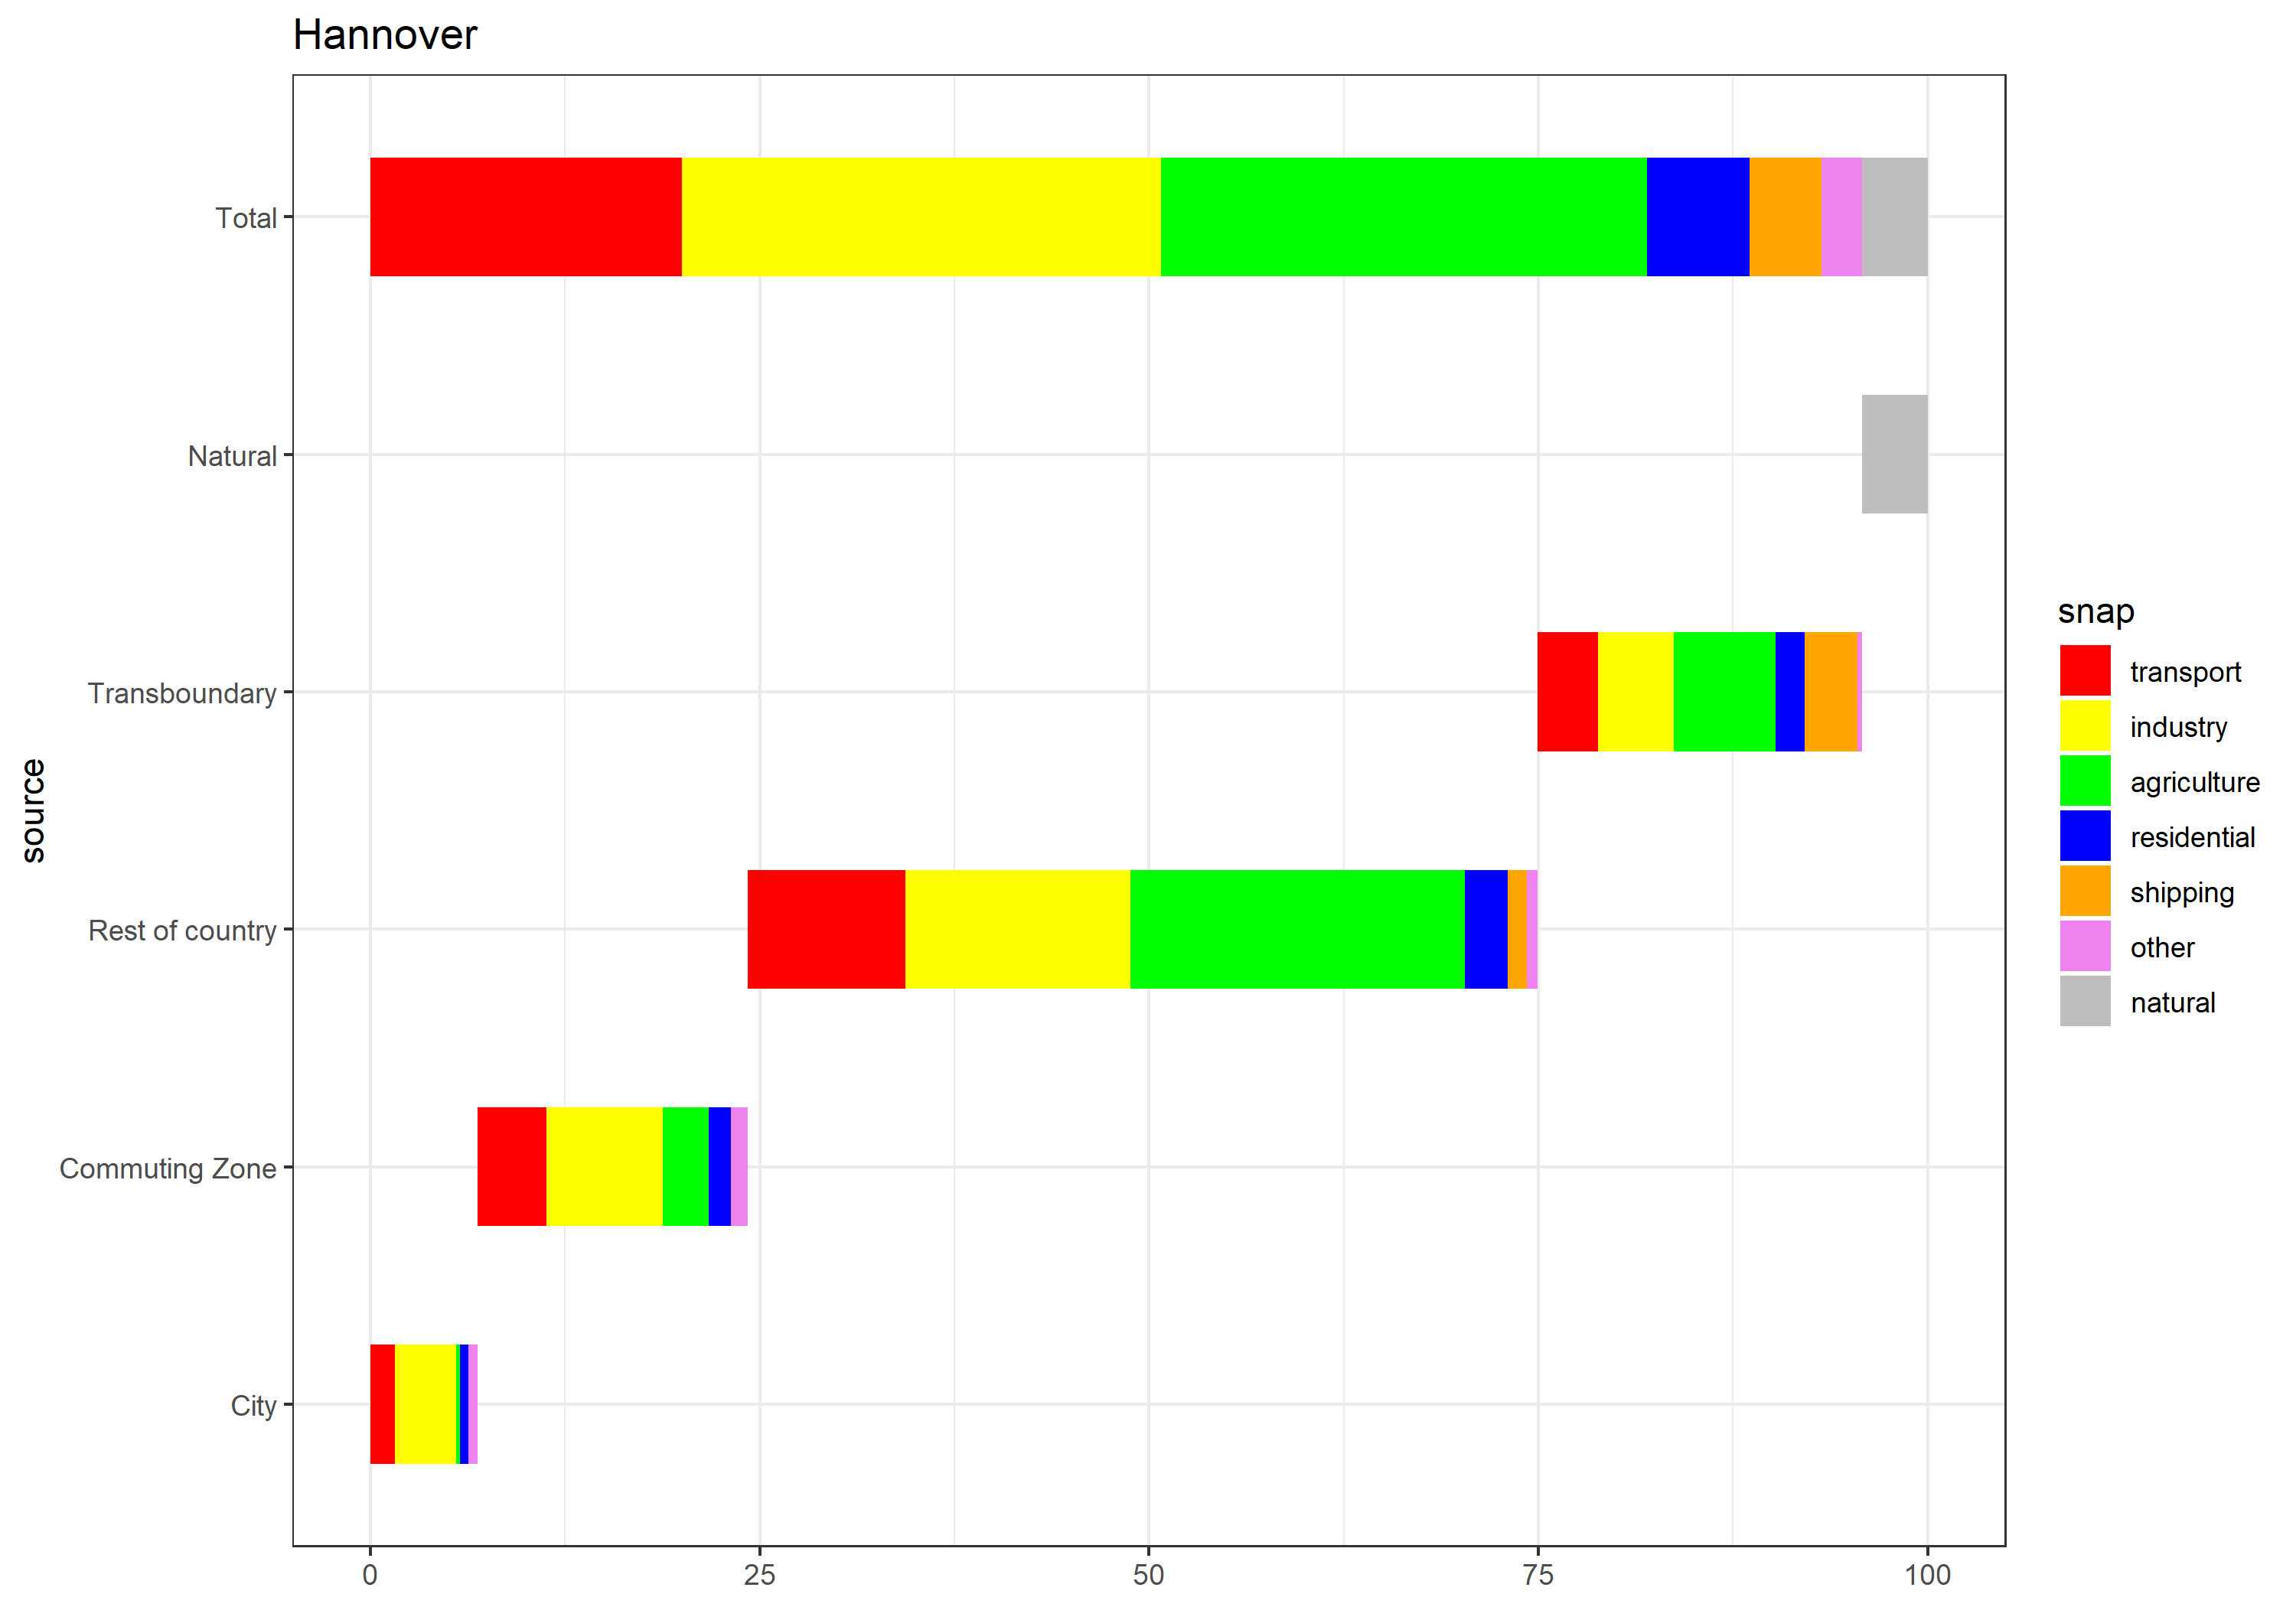 Hannover
Total
Natural
Transboundary
Rest of country
Commuting Zone
City
source
0 25 50 75 100
snap
transport
industry
agriculture
residential
shipping
other
natural